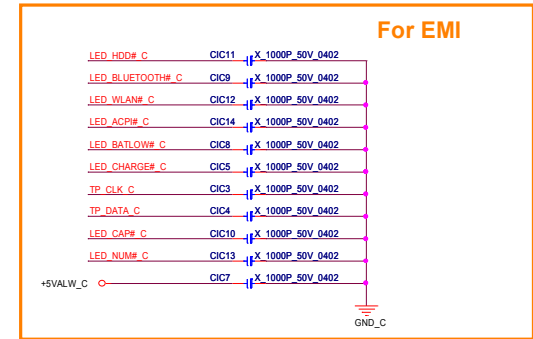 For EMI
LED_HDD#_C CIC11 X_1000P_50V_0402
LED_BLUETOOTH#_C CIC9 X_1000P_50V_0402
LED_WLAN#_C CIC12 X_1000P_50V_0402
LED_ACPI#_C CIC14 X_1000P_50V_0402
LED_BATLOW#_C CIC8 X_1000P_50V_0402
LED_CHARGE#_C CIC5 X_1000P_50V_0402
TP_CLK_C CIC3 X_1000P_50V_0402
TP_DATA_C CIC4 X_1000P_50V_0402
LED_CAP#_C CIC10 X_1000P_50V_0402
LED_NUM#_C CIC13 X_1000P_50V_0402
+5VALW_C CIC7 X_1000P_50V_0402
GND_C